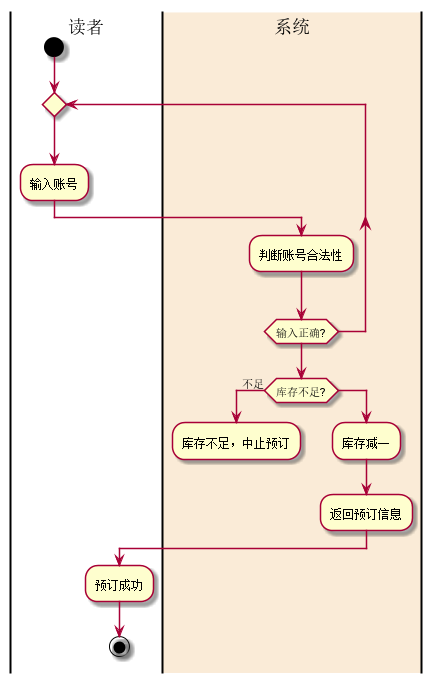 读者
系统
输入账号
判断账号合法性
输入正确?
不足
库存不足?
库存不足，中止预订
库存减一
返回预订信息
预订成功